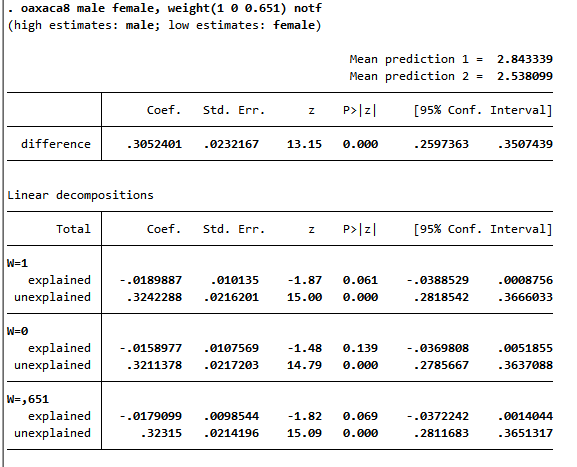 . oaxaca8 male female, weight(1 0 0.651) notf
(high estimates: male; low estimates: female)
Mean prediction 1 = 2.843339
Mean prediction 2 = 2.538099
Coef. Std. Err. z P>|z| [95% Conf. Interval]
difference .3052401 .0232167 13.15 0.000 .2597363 .3507439
Linear decompositions
Total Coef. Std. Err. z P>|z| [95% Conf. Interval]
W=1
explained -.0189887 .010135 -1.87 0.061 -.0388529 .0008756
unexplained .3242288 .0216201 15.00 0.000 .2818542 .3666033
W=0
explained -.0158977 .0107569 -1.48 0.139 -.0369808 .0051855
unexplained .3211378 .0217203 14.79 0.000 .2785667 .3637088
W=,651
explained -.0179099 .0098544 -1.82 0.069 -.0372242 .0014044
unexplained .32315 .0214196 15.09 0.000 .2811683 .3651317